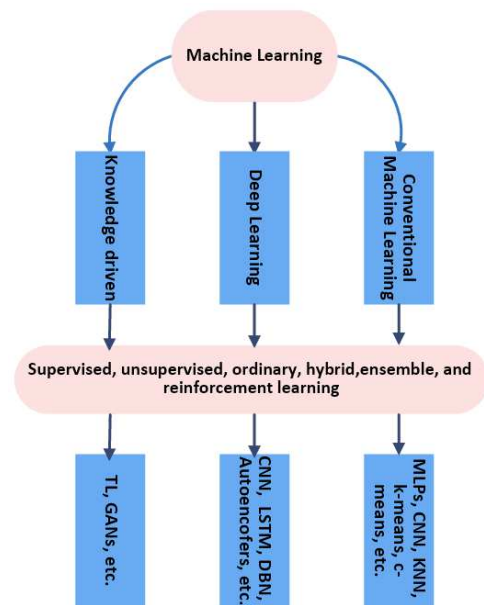 Machine Learning
Knowledge driven
Deep Learning
Conventional
Machine Learning
Supervised, unsupervised, ordinary, hybrid,ensemble, and
reinforcement learning
TL, GANs, etc.
CNN, LSTM, DBN,
Autoencofers, etc.
MLPs, CNN, KNN,
k-means, c-
means, etc.